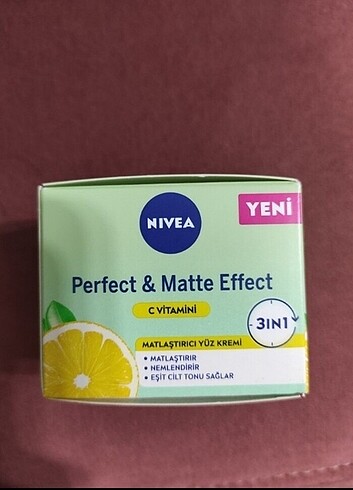 YENİ
NIVEA
Perfect & Matte Effect
C VİTAMİNİ
3IN1
MATLAŞTIRICI YÜZ KREMİ
• MATLAŞTIRIR
• NEMLENDİRİR
• EŞİT CİLT TONU SAĞLAR